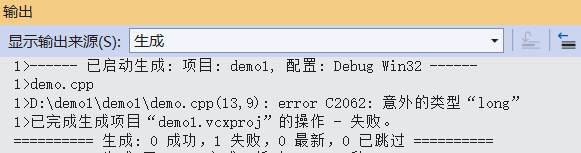 输出
显示输出来源(S): 生成
1>------ 已启动生成: 项目: demo1, 配置: Debug Win32 ------
1>demo.cpp
1>D:\demo1\demo1\demo.cpp(13,9): error C2062: 意外的类型“long”
1>已完成生成项目“demo1.vcxproj”的操作 - 失败。
========== 生成: 0 成功，1 失败，0 最新，0 已跳过 ==========